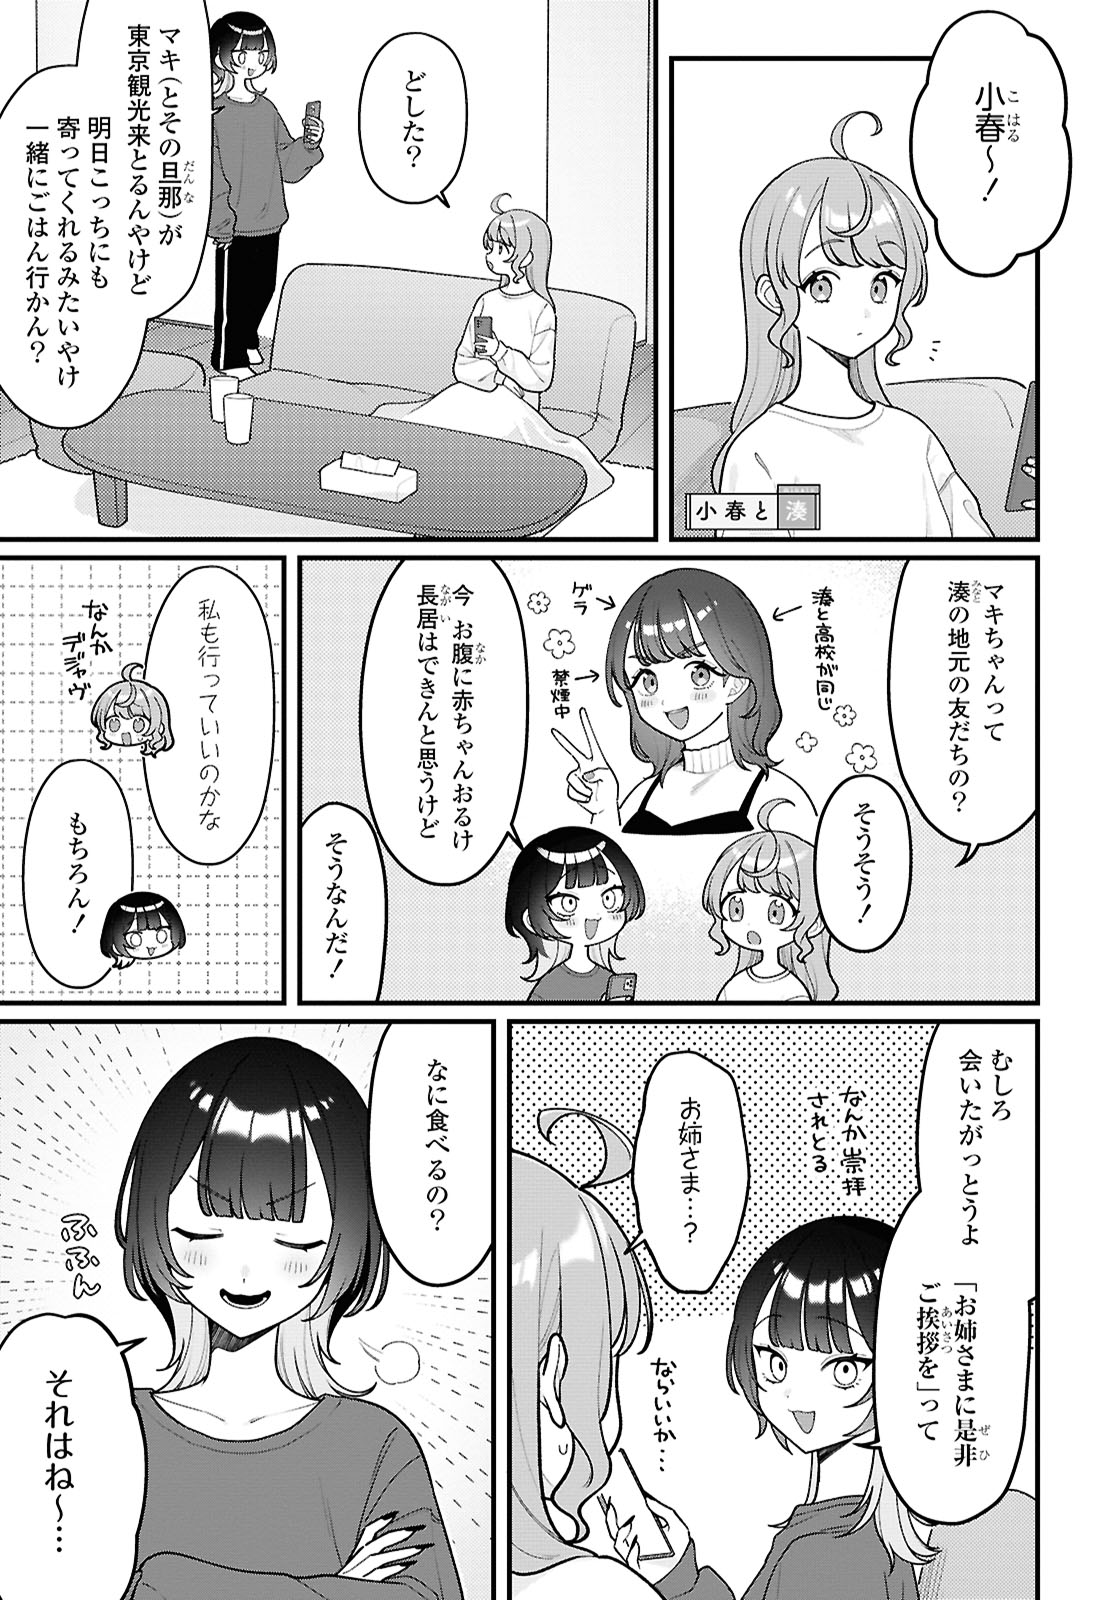 小春～！
小春と湊
どした？
マキ（とその旦那）が
東京観光来とるんやけど
明日こっちにも
寄ってくれるみたいやけ
一緒にごはん行かん？
マキちゃんって
湊の地元の友だちの？
そうそう！
湊と高校が同じ
ゲラ
禁煙中
今 お腹に赤ちゃんおるけ
長居はできんと思うけど
そうなんだ！
私も行っていいのかな
なんか
デジャヴ
もちろん！
むしろ
会いたがっとうよ
「お姉さまに是非
ご挨拶を」って
なんか崇拝
されとる
お姉さま…？
ならいいか…
なに食べるの？
ふふん
それはね～…